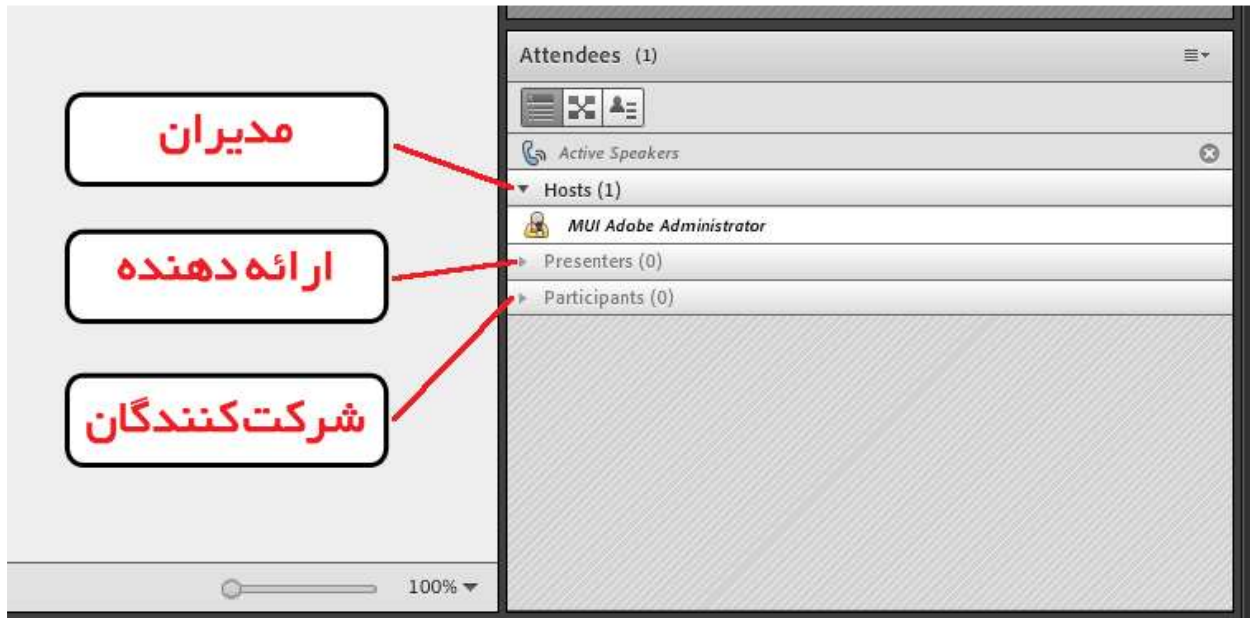 Attendees (1)
Active Speakers
مدیران
Hosts (1)
MUI Adobe Administrator
ارائه دهنده
Presenters (0)
Participants (0)
شرکت‌کنندگان
100%